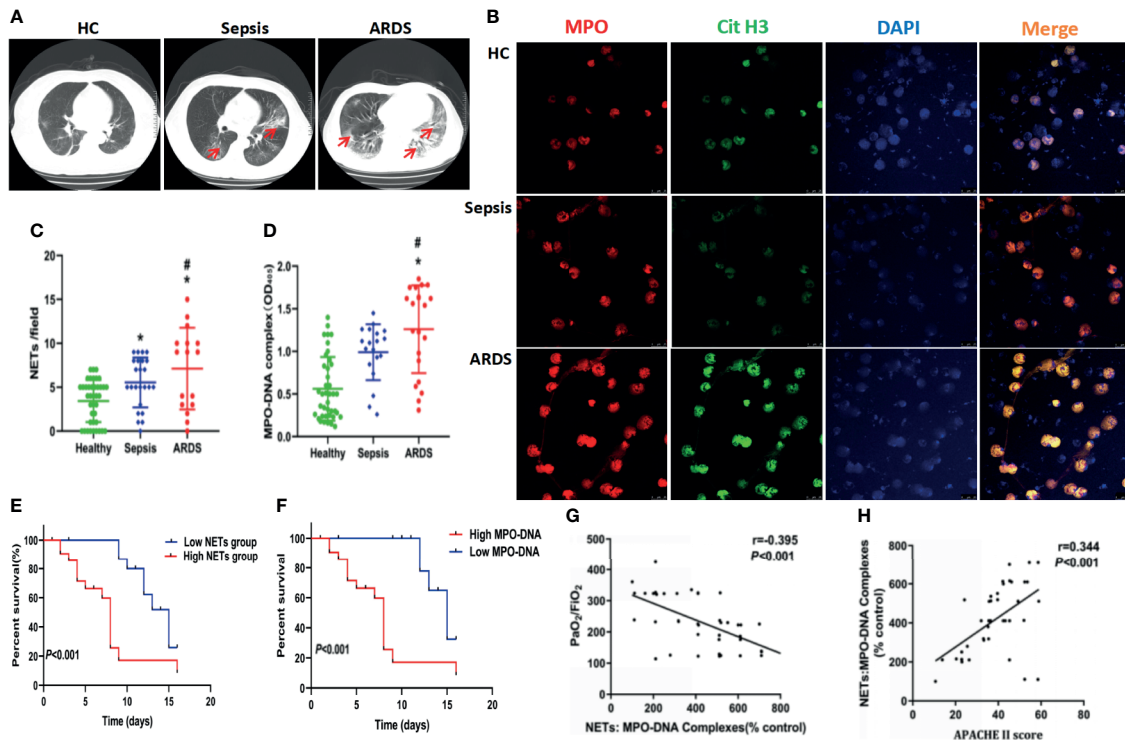 A
HC
Sepsis
ARDS
B
MPO
Cit H3
DAPI
Merge
HC
Sepsis
ARDS
C
NETs /field
20
15
10
5
0
Healthy
Sepsis
ARDS
*
#
*
D
MPO-DNA complex(OD₄₀₅)
2.0
1.5
1.0
0.5
0.0
Healthy
Sepsis
ARDS
#
*
E
Percent survival(%)
100
80
60
40
20
0
0
5
10
15
20
Time (days)
Low NETs group
High NETs group
P<0.001
F
Percent survival
100
80
60
40
20
0
0
5
10
15
20
Time (days)
High MPO-DNA
Low MPO-DNA
P<0.001
G
r=-0.395
P<0.001
PaO₂/FiO₂
500
400
300
200
100
0
0
200
400
600
800
NETs: MPO-DNA Complexes(% control)
H
r=0.344
P<0.001
NETs:MPO-DNA Complexes
(% control)
800
600
400
200
0
0
20
40
60
80
APACHE II score